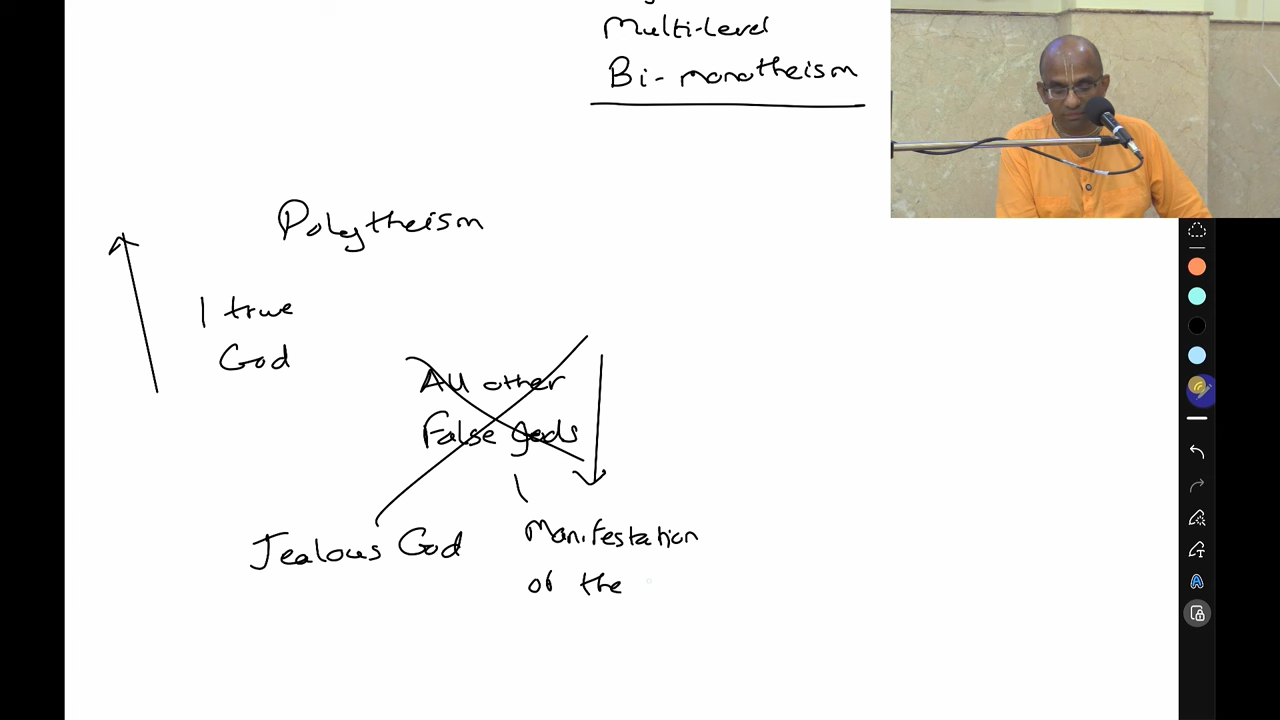 Multi-level
Bi-monotheism
Polytheism
1 true
God
All other
False gods
Jealous God
Manifestation
of the